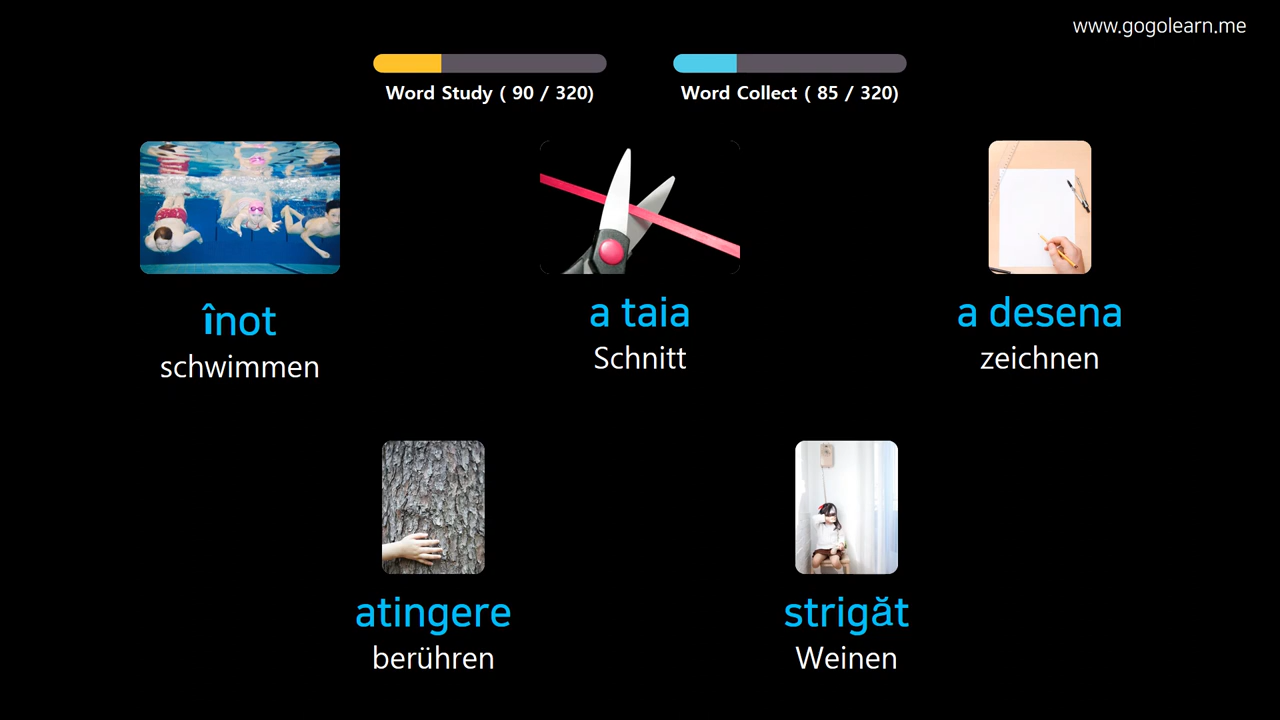 www.gogolearn.me
Word Study ( 90 / 320)
Word Collect ( 85 / 320)
înot
schwimmen
a taia
Schnitt
a desena
zeichnen
atingere
berühren
strigăt
Weinen